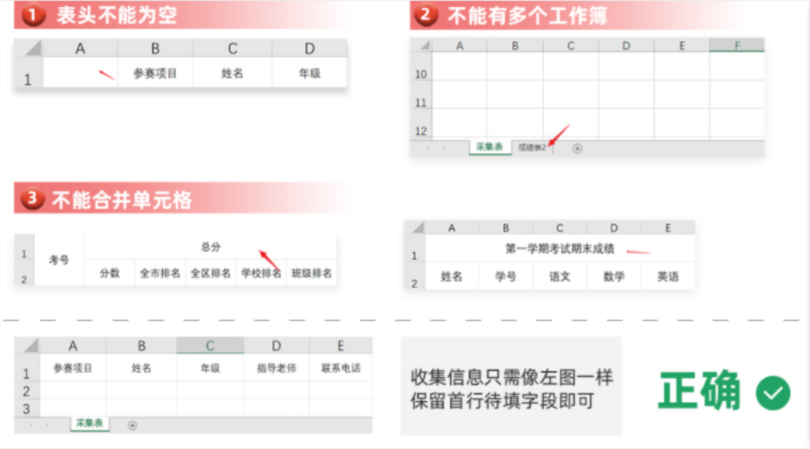 1 表头不能为空
A B C D
1 参赛项目 姓名 年级
2 不能有多个工作簿
A B C D E F
10
11
12
采集表 成绩表2
3 不能合并单元格
1 考号 总分
2 分数 全市排名 全区排名 学校排名 班级排名
A B C D E
1 第一学期考试期末成绩
2 姓名 学号 语文 数学 英语
A B C D E
1 参赛项目 姓名 年级 指导老师 联系电话
2
3
采集表
收集信息只需像左图一样
保留首行待填字段即可
正确